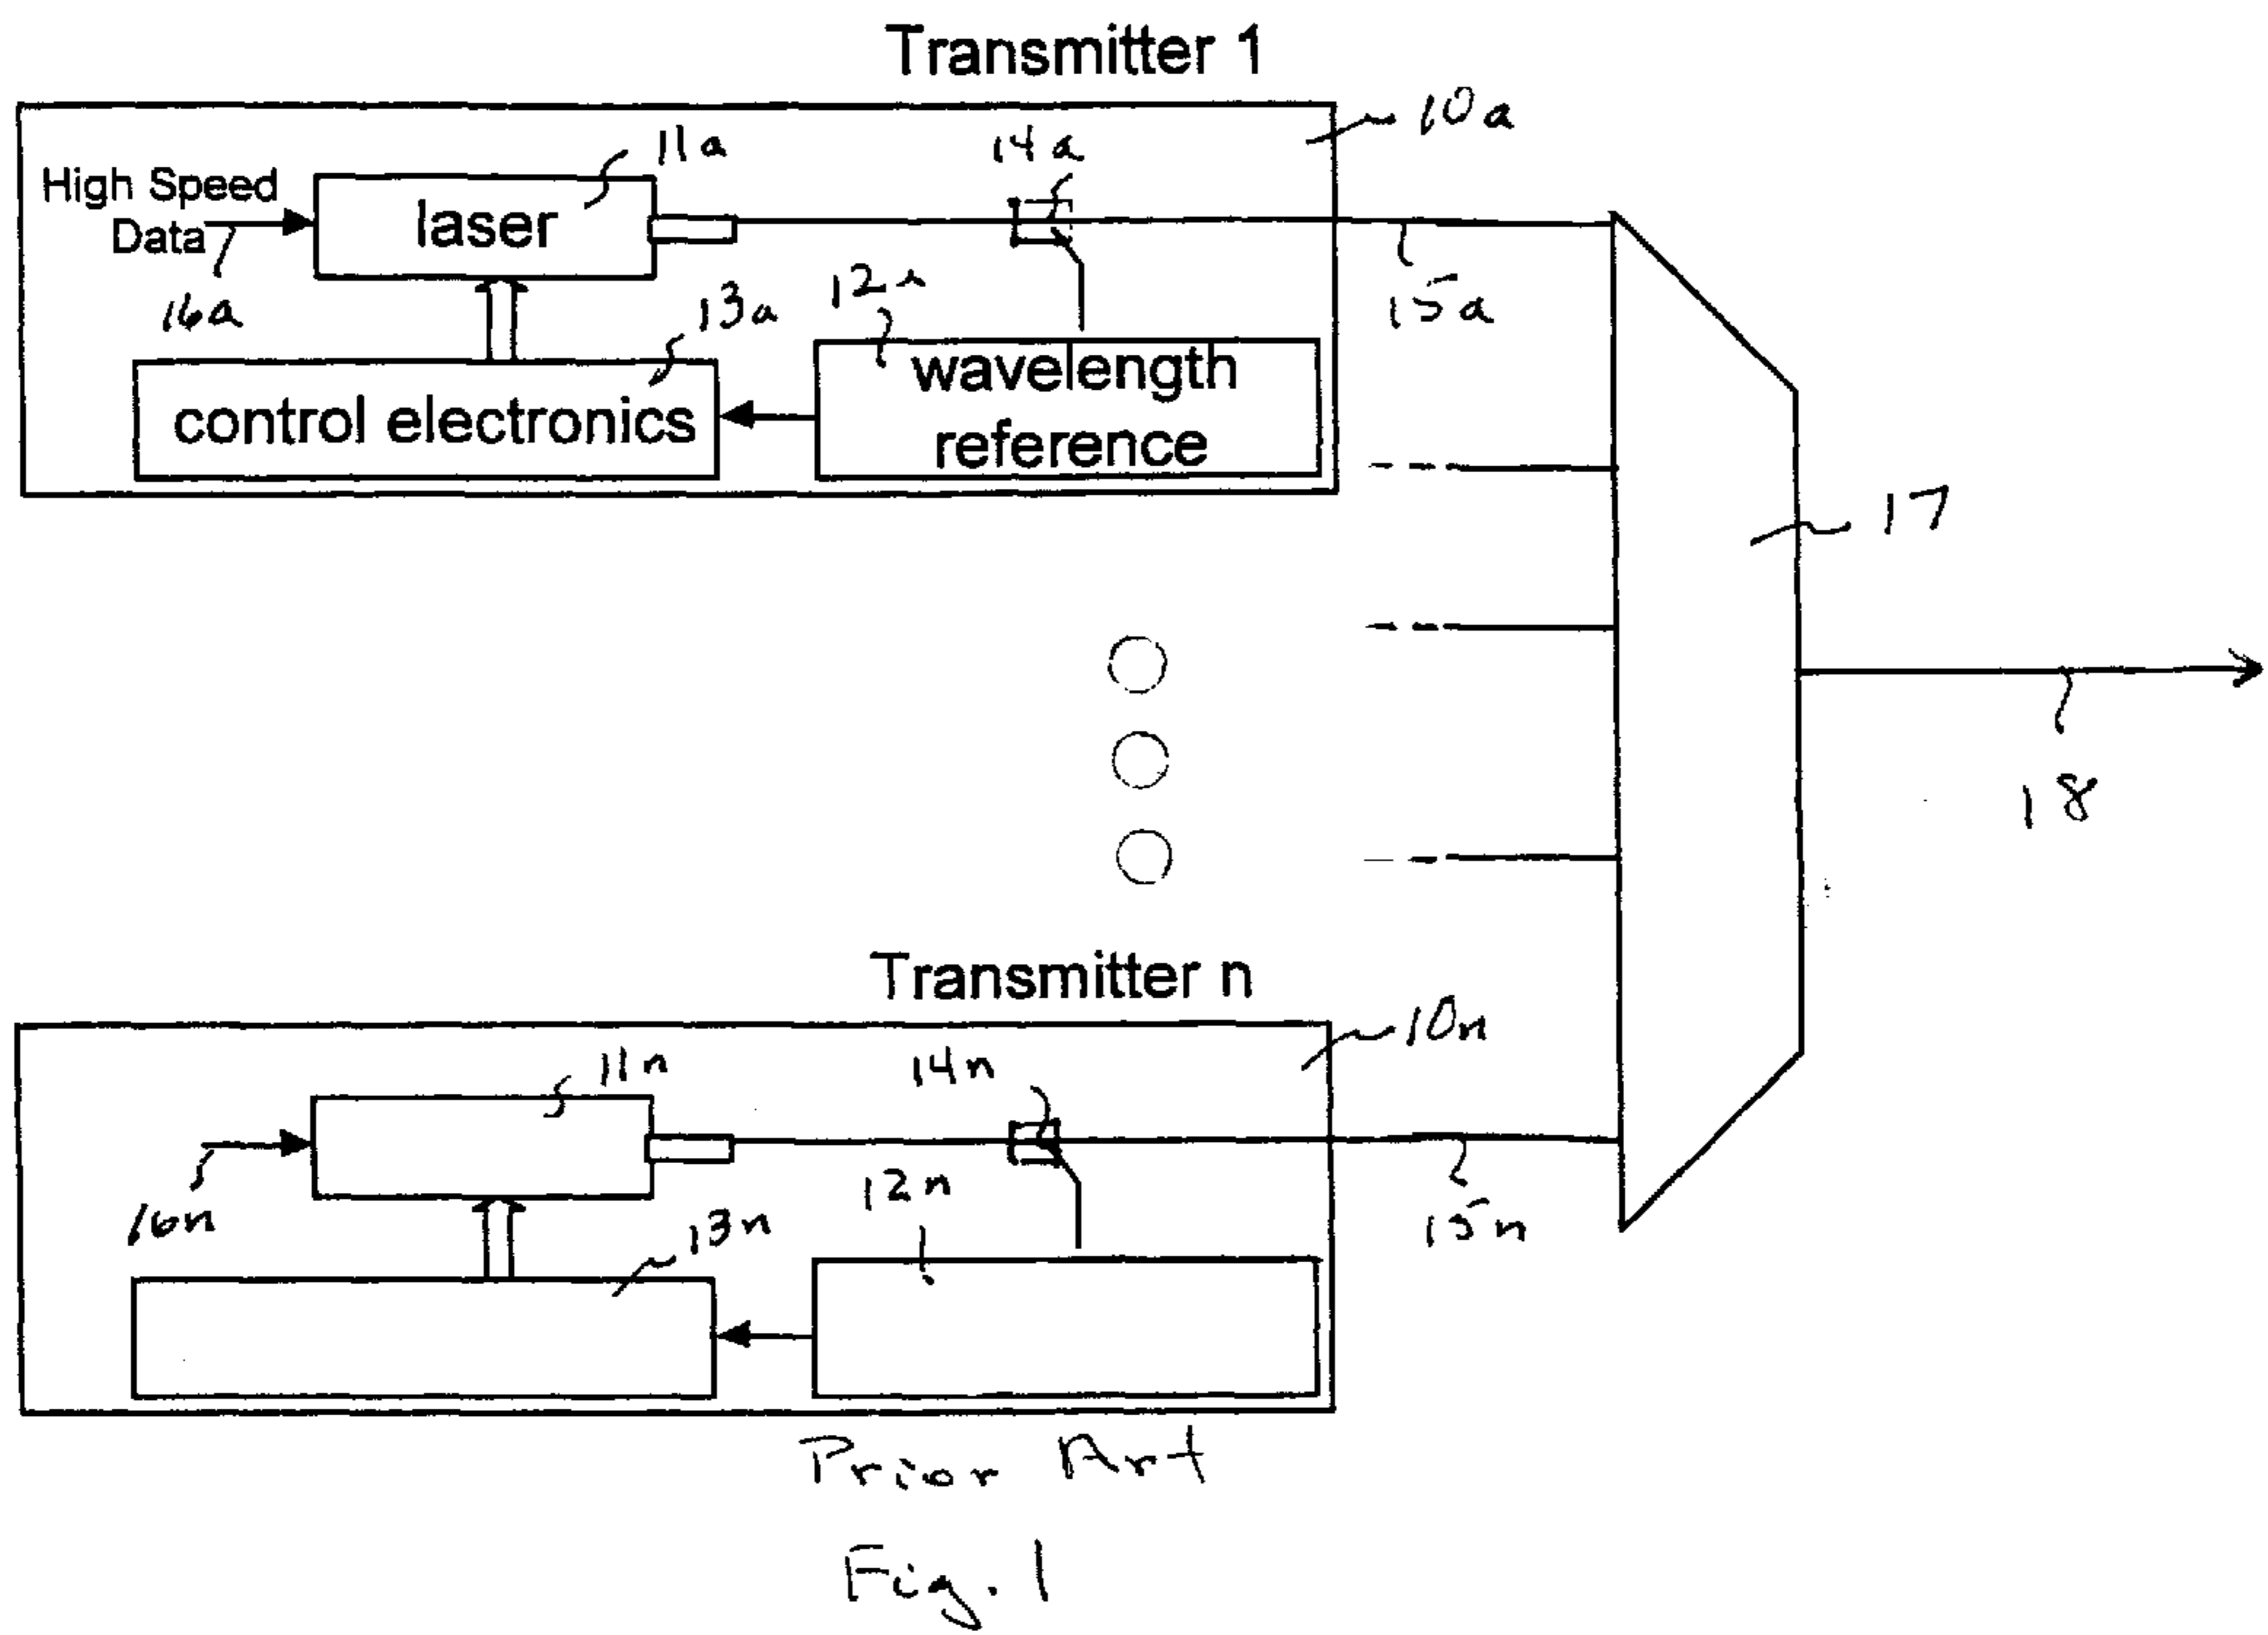 Transmitter 1
10a
11a
14a
High Speed
Data
laser
16a
13a
12a
15a
control electronics
wavelength
reference
17
18
Transmitter n
10n
11n
14n
12n
16n
13n
15n
Prior Art
Fig. 1